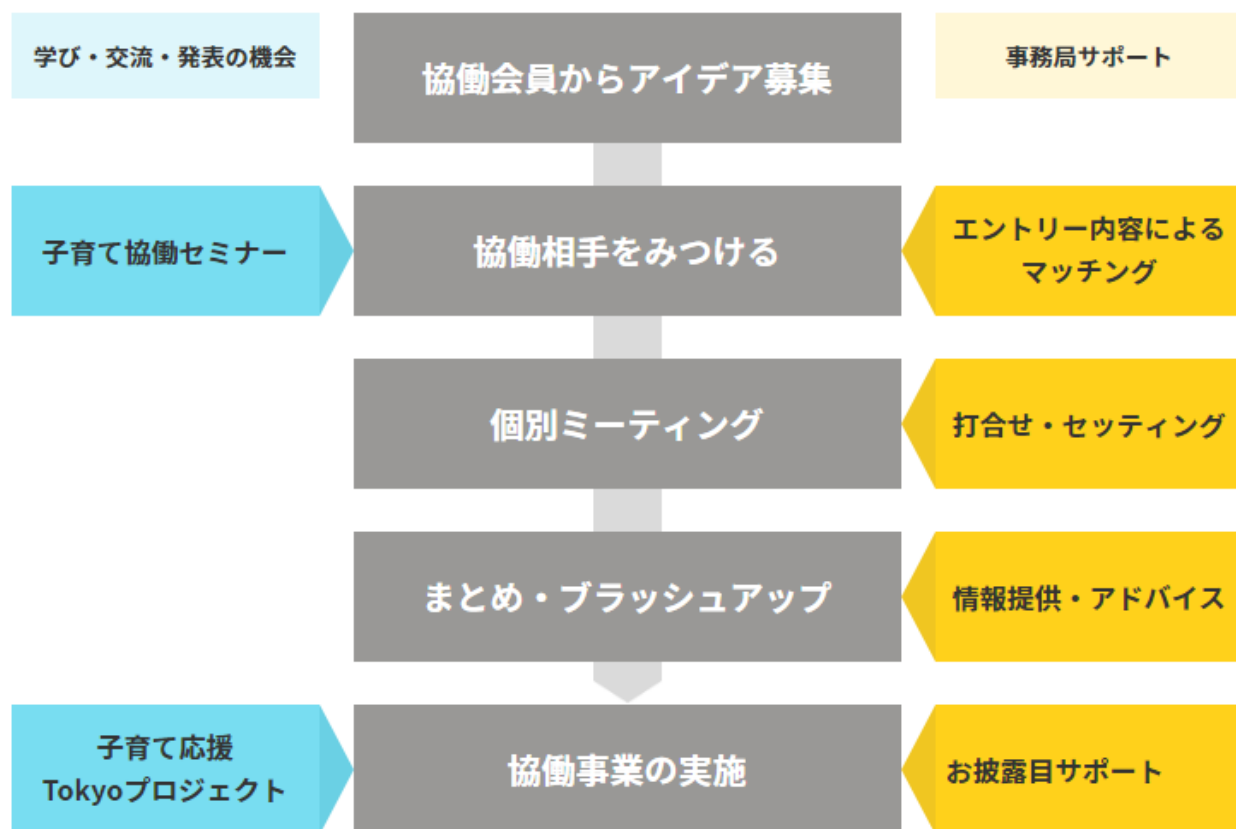 学び・交流・発表の機会
協働会員からアイデア募集
事務局サポート
子育て協働セミナー
協働相手をみつける
エントリー内容による
マッチング
個別ミーティング
打合せ・セッティング
まとめ・ブラッシュアップ
情報提供・アドバイス
子育て応援
Tokyoプロジェクト
協働事業の実施
お披露目サポート